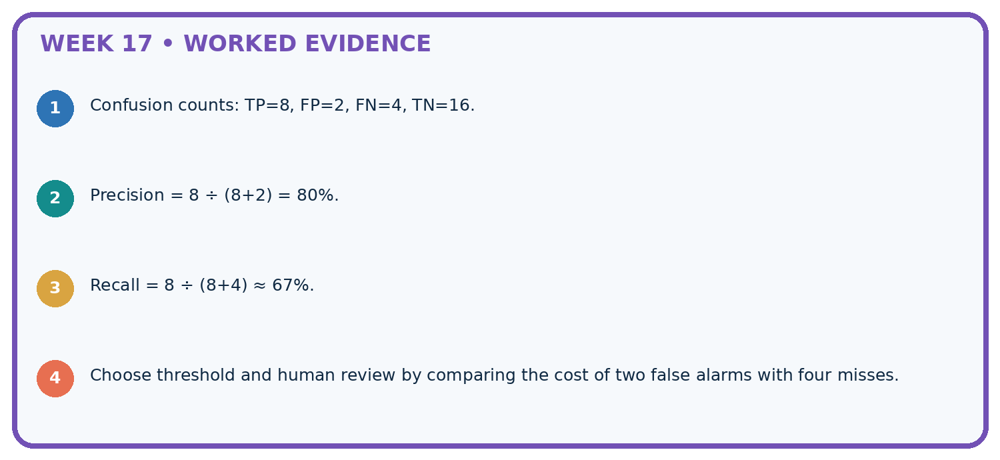 WEEK 17 • WORKED EVIDENCE
1 Confusion counts: TP=8, FP=2, FN=4, TN=16.
2 Precision = 8 ÷ (8+2) = 80%.
3 Recall = 8 ÷ (8+4) ≈ 67%.
4 Choose threshold and human review by comparing the cost of two false alarms with four misses.